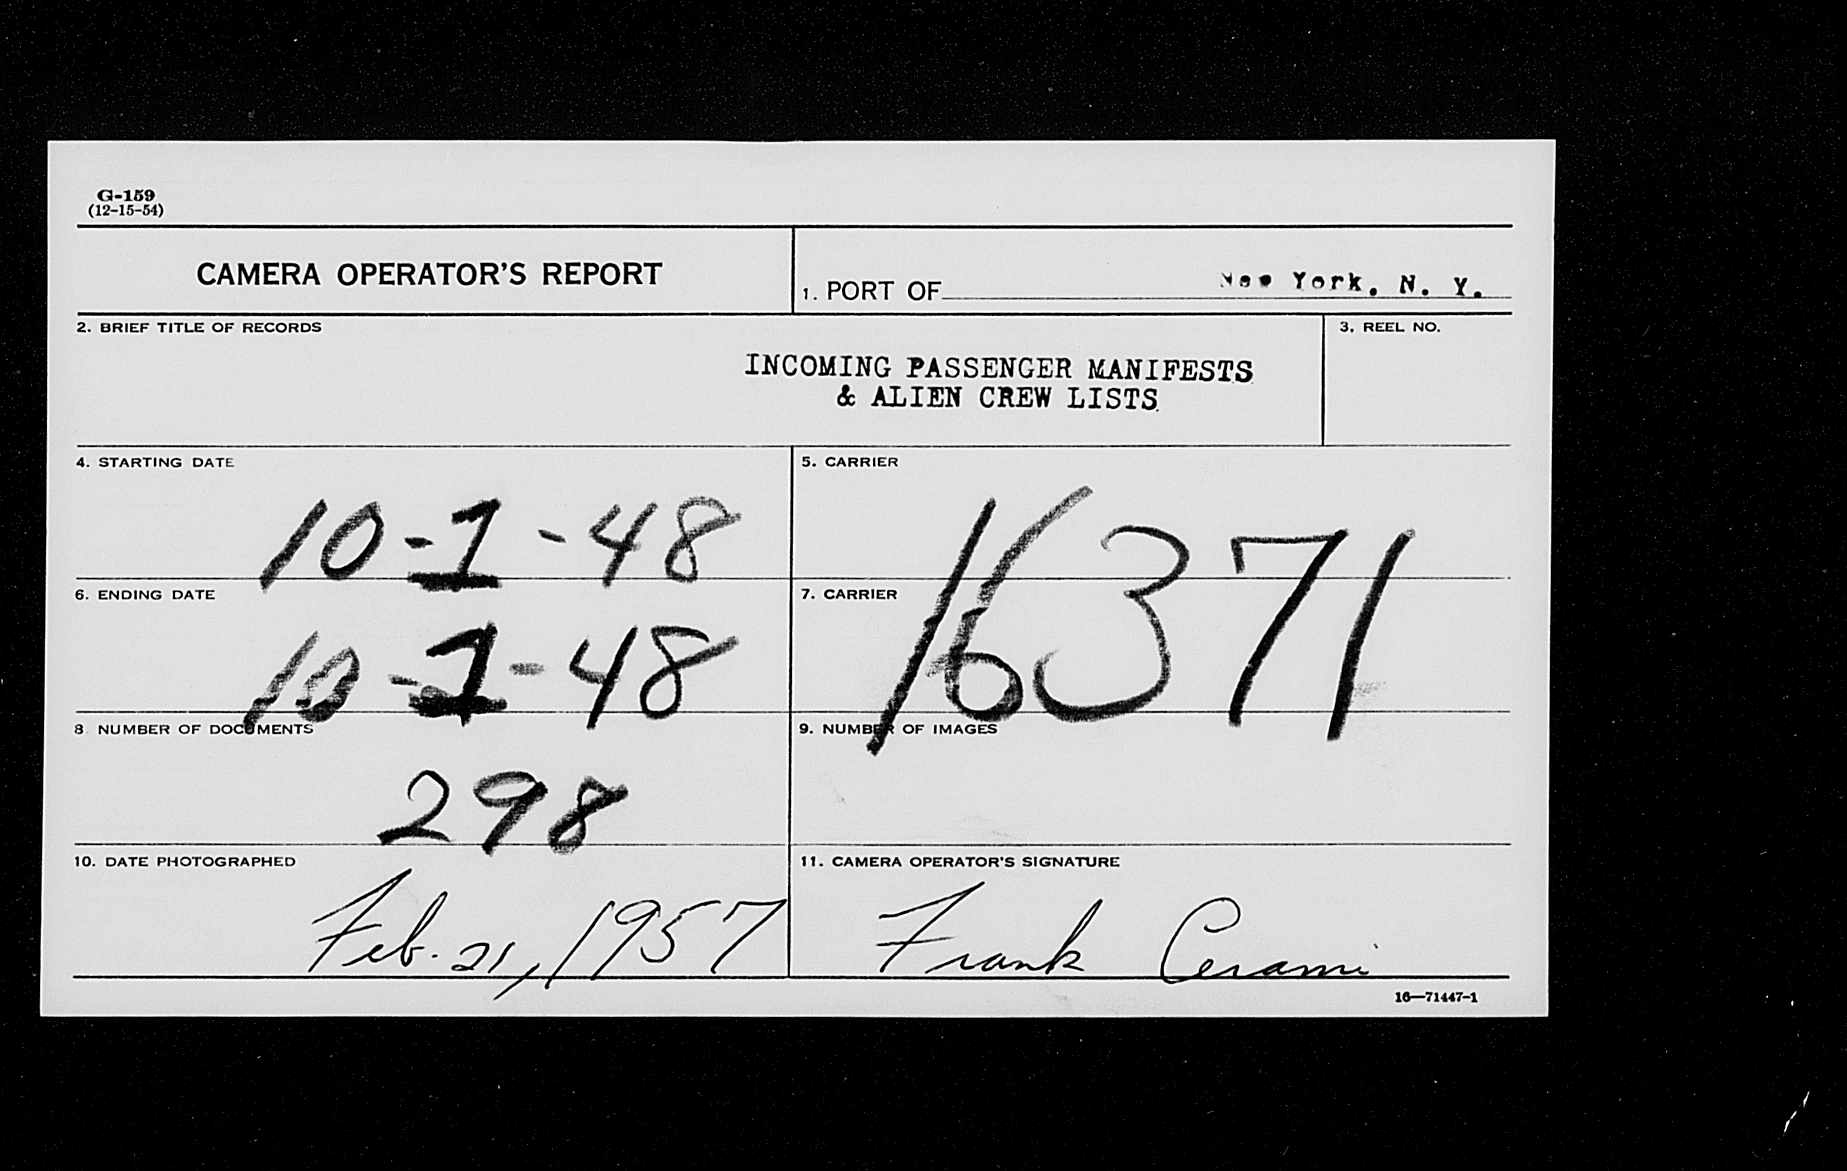 G-159
(12-15-54)
CAMERA OPERATOR'S REPORT
1. PORT OF New York, N. Y.
2. BRIEF TITLE OF RECORDS
INCOMING PASSENGER MANIFESTS
& ALIEN CREW LISTS
3. REEL NO.
4. STARTING DATE
10-1-48
5. CARRIER
16371
6. ENDING DATE
10-1-48
7. CARRIER
8 NUMBER OF DOCUMENTS
298
9. NUMBER OF IMAGES
10. DATE PHOTOGRAPHED
Feb. 21, 1957
11. CAMERA OPERATOR'S SIGNATURE
Frank Cerami
16—71447-1